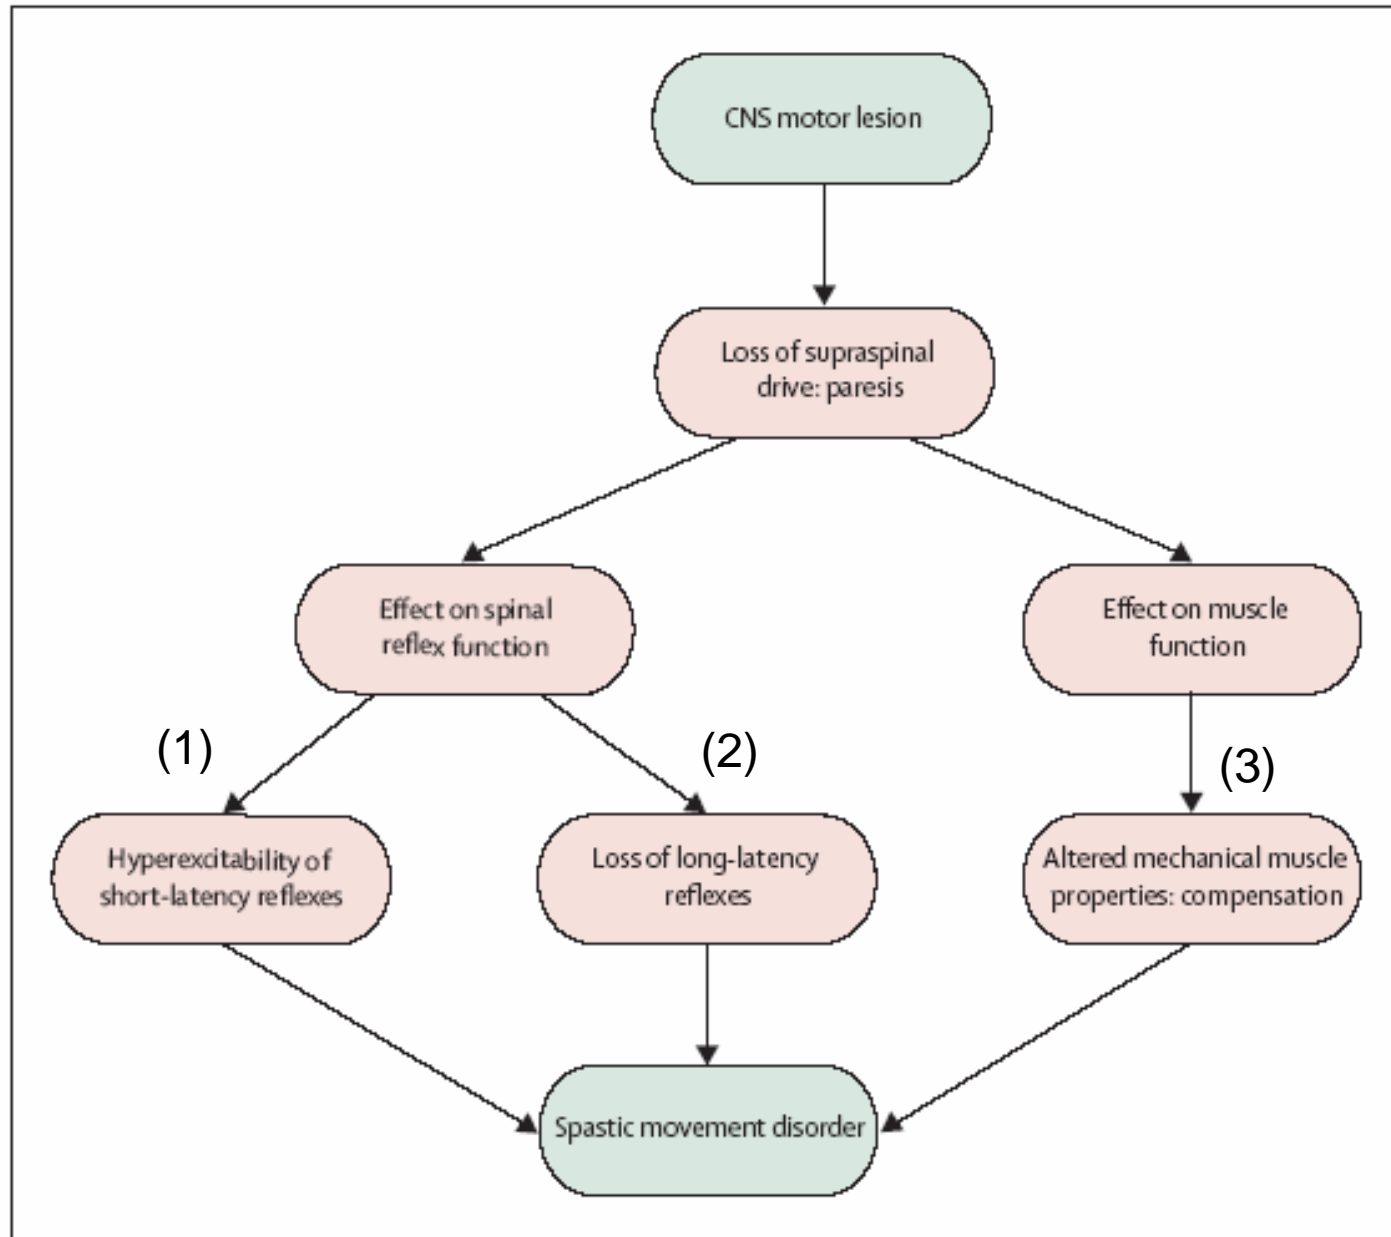 CNS motor lesion
Loss of supraspinal
drive: paresis
Effect on spinal
reflex function
Effect on muscle
function
(1)
(2)
(3)
Hyperexcitability of
short-latency reflexes
Loss of long-latency
reflexes
Altered mechanical muscle
properties: compensation
Spastic movement disorder